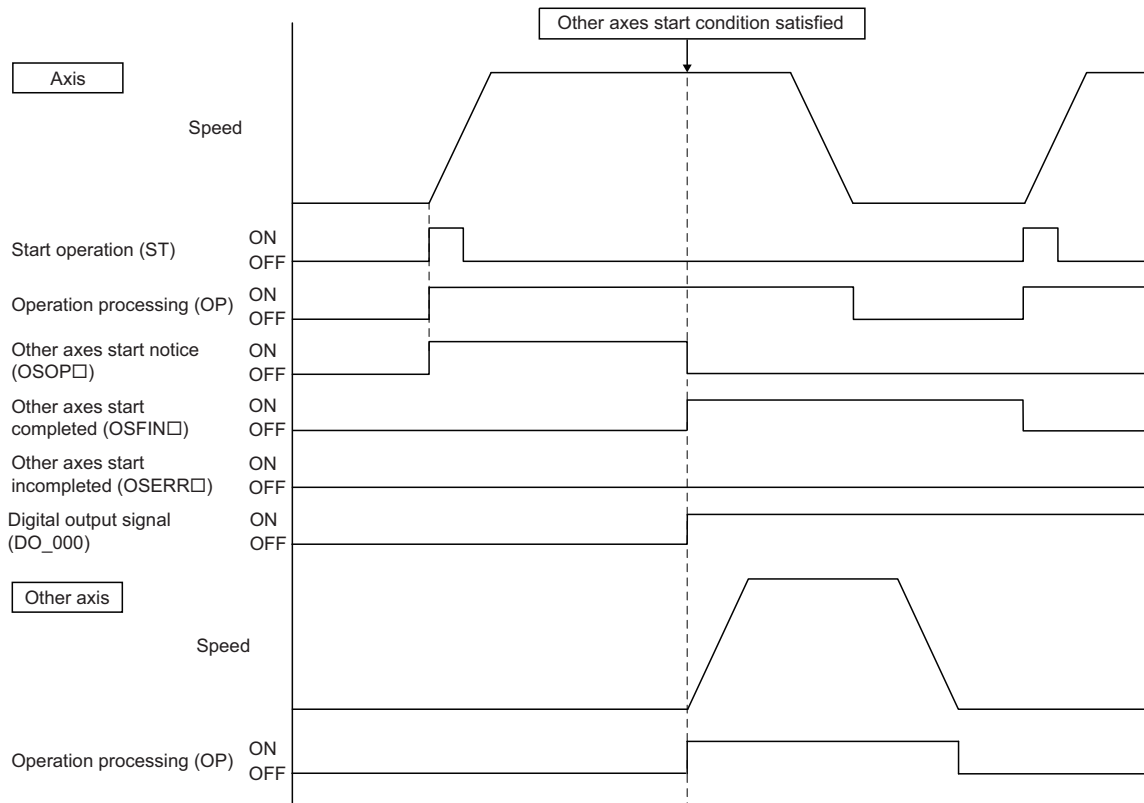 Other axes start condition satisfied
Axis
Speed
Start operation (ST)
ON
OFF
Operation processing (OP)
ON
OFF
Other axes start notice
(OSOP□)
ON
OFF
Other axes start
completed (OSFIN□)
ON
OFF
Other axes start
incompleted (OSERR□)
ON
OFF
Digital output signal
(DO_000)
ON
OFF
Other axis
Speed
Operation processing (OP)
ON
OFF